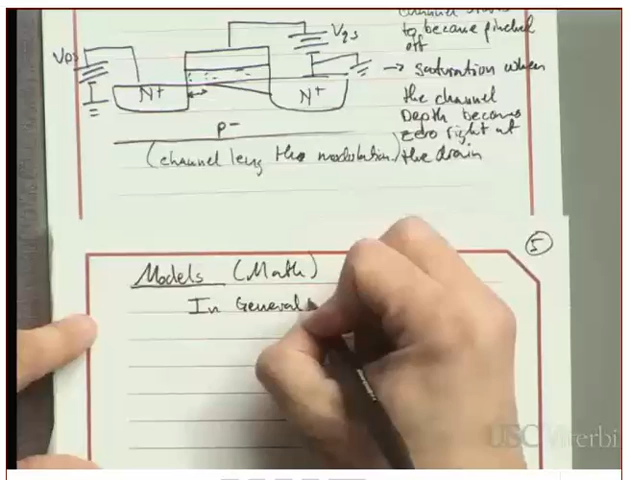 to became pinched
off
VDS
Vgs
→ saturation when
the channel
Depth becomes
zero right at
the drain
N+
N+
P-
(channel length modulation)
5
Models (Math)
In General
USC Viterbi